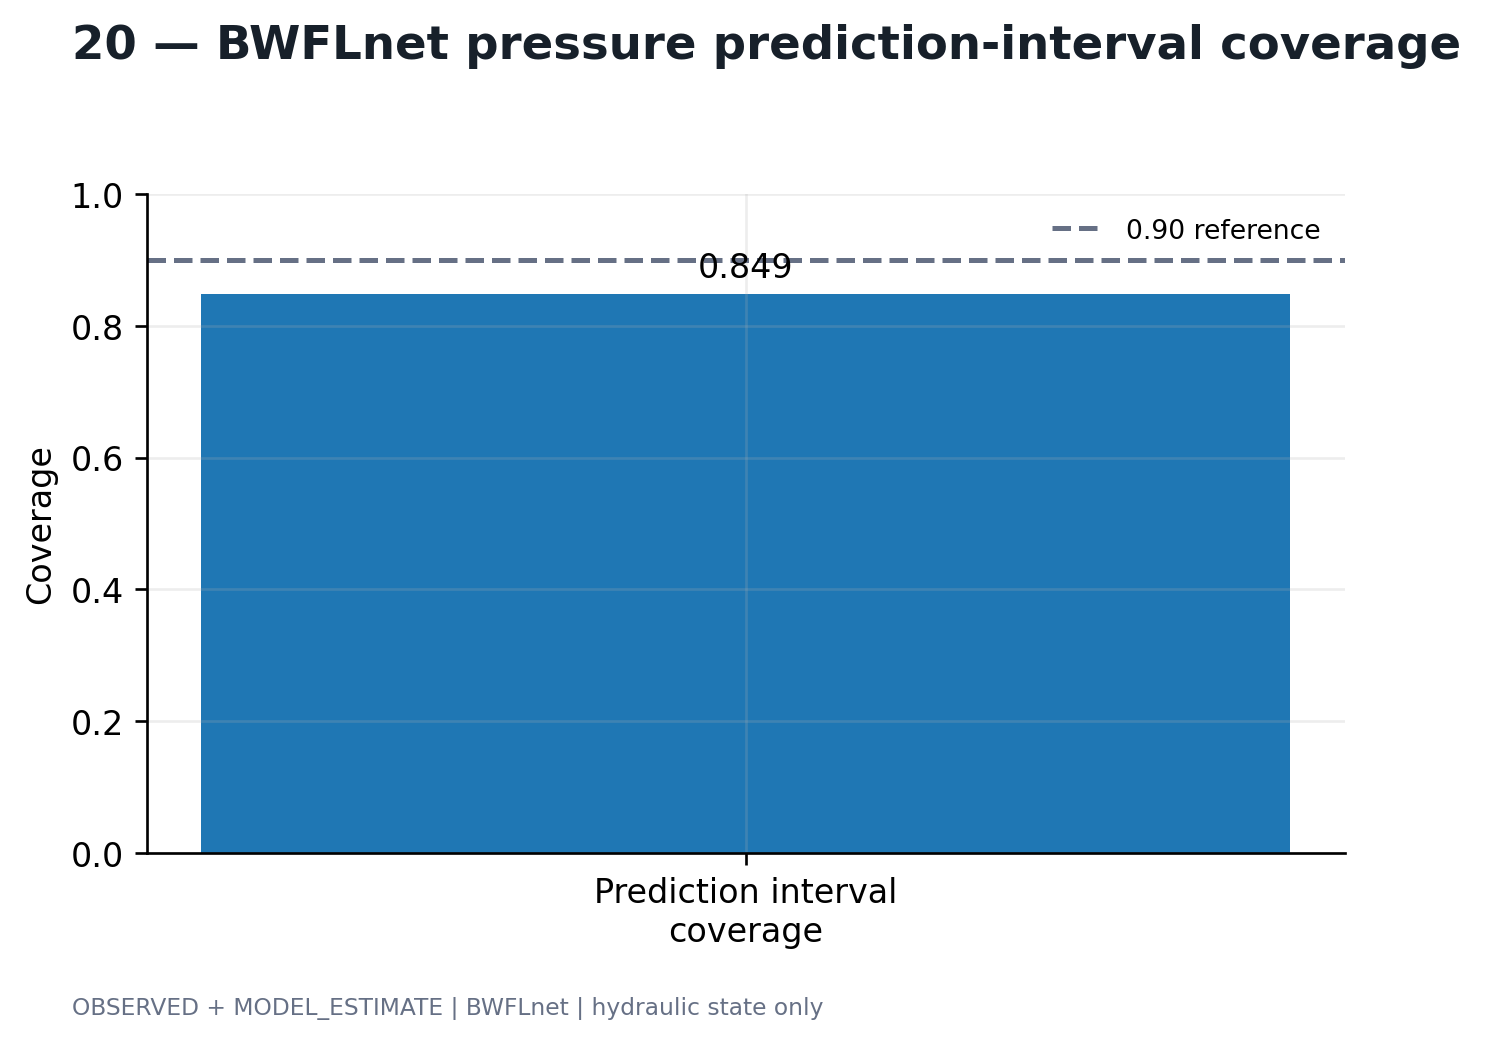 20 — BWFLnet pressure prediction-interval coverage
1.0
0.90 reference
0.849
0.8
0.6
Coverage
0.4
0.2
0.0
Prediction interval
coverage
OBSERVED + MODEL_ESTIMATE | BWFLnet | hydraulic state only